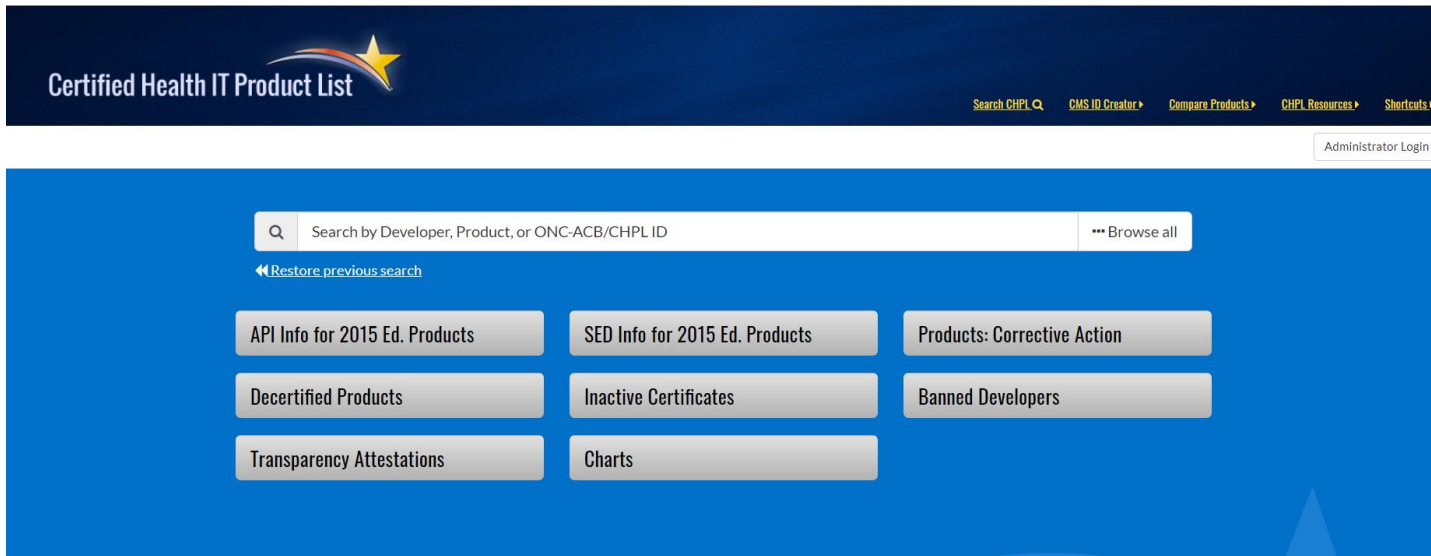 Certified Health IT Product List
Search CHPL CMS ID Creator Compare Products CHPL Resources Shortcuts
Administrator Login
Search by Developer, Product, or ONC-ACB/CHPL ID Browse all
Restore previous search
API Info for 2015 Ed. Products SED Info for 2015 Ed. Products Products: Corrective Action
Decertified Products Inactive Certificates Banned Developers
Transparency Attestations Charts